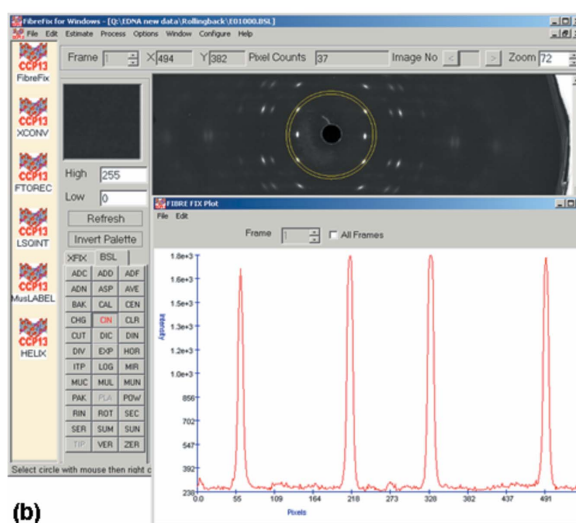 FibreFix for Windows - [Q:\EDNA new data\Rollingback\E01000.BSL]
File Edit Estimate Process Options Window Configure Help
Frame 1 X 494 Y 382 Pixel Counts 37 Image No < > Zoom 72
CCP13
FibreFix
CCP13
XCONV
CCP13
FTOREC
CCP13
LSQINT
CCP13
MusLABEL
CCP13
HELIX
High 255
Low 0
Refresh
Invert Palette
XFIX BSL
ADC ADD ADF
ADN ASP AVE
BAK CAL CEN
CHG CIN CLR
CUT DIC DIN
DIV EXP HOR
ITP LOG MIR
MUC MUL MUN
PAK PLA POW
RIN ROT SEC
SER SUM SUN
TIP VER ZER
Select circle with mouse then right c
FIBRE FIX Plot
File Edit
Frame 1 All Frames
1.8e+3
1.6e+3
1.5e+3
1.3e+3
1.2e+3
1.0e+3
856
702
547
392
238
Intensity
0.0 55 109 164 218 273 328 382 437 491
Pixels
(b)